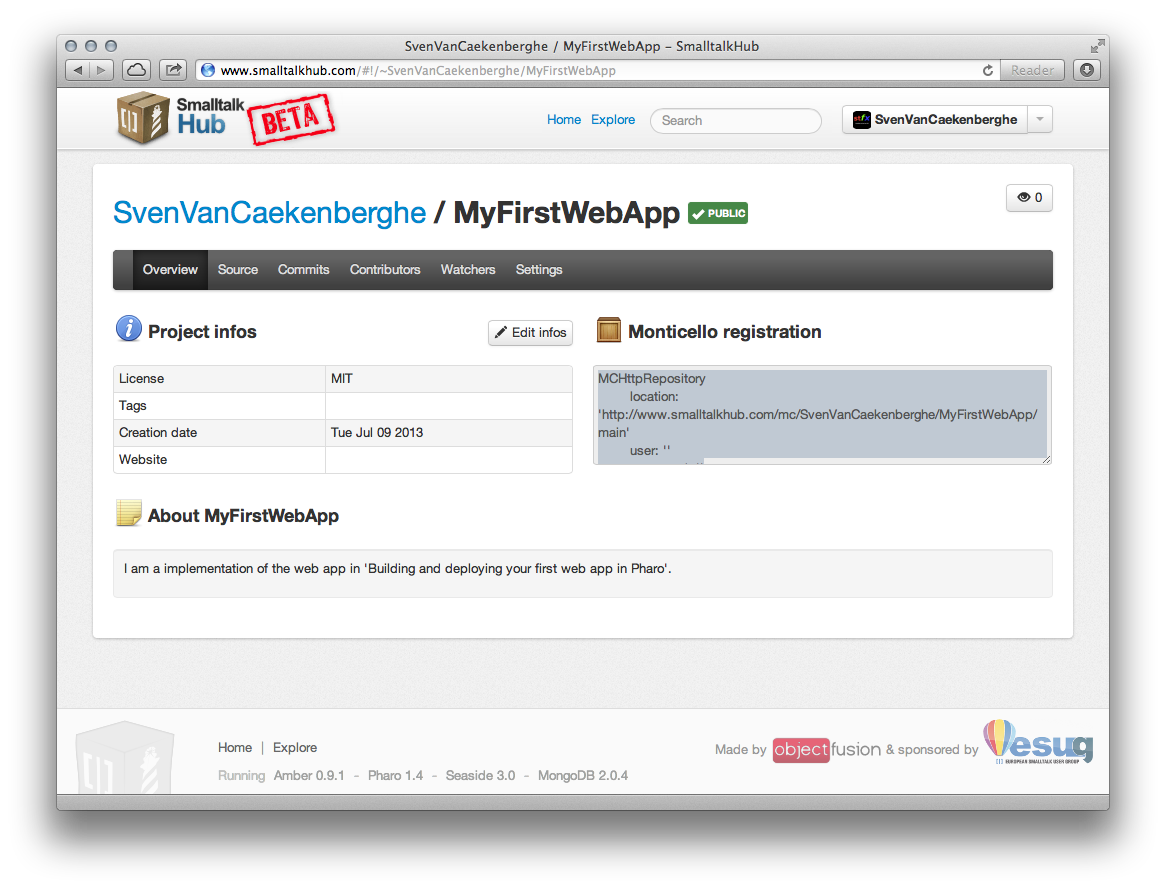 SvenVanCaekenberghe / MyFirstWebApp – SmalltalkHub
www.smalltalkhub.com/#!/~SvenVanCaekenberghe/MyFirstWebApp
Reader
Smalltalk
Hub
BETA
Home Explore
Search
stfx SvenVanCaekenberghe
SvenVanCaekenberghe / MyFirstWebApp PUBLIC
0
Overview Source Commits Contributors Watchers Settings
Project infos
Edit infos
Monticello registration
License MIT
Tags
Creation date Tue Jul 09 2013
Website
MCHttpRepository
location:
'http://www.smalltalkhub.com/mc/SvenVanCaekenberghe/MyFirstWebApp/
main'
user: ''
About MyFirstWebApp
I am a implementation of the web app in 'Building and deploying your first web app in Pharo'.
Home | Explore
Running Amber 0.9.1 - Pharo 1.4 - Seaside 3.0 - MongoDB 2.0.4
Made by objectfusion & sponsored by esug
EUROPEAN SMALLTALK USER GROUP